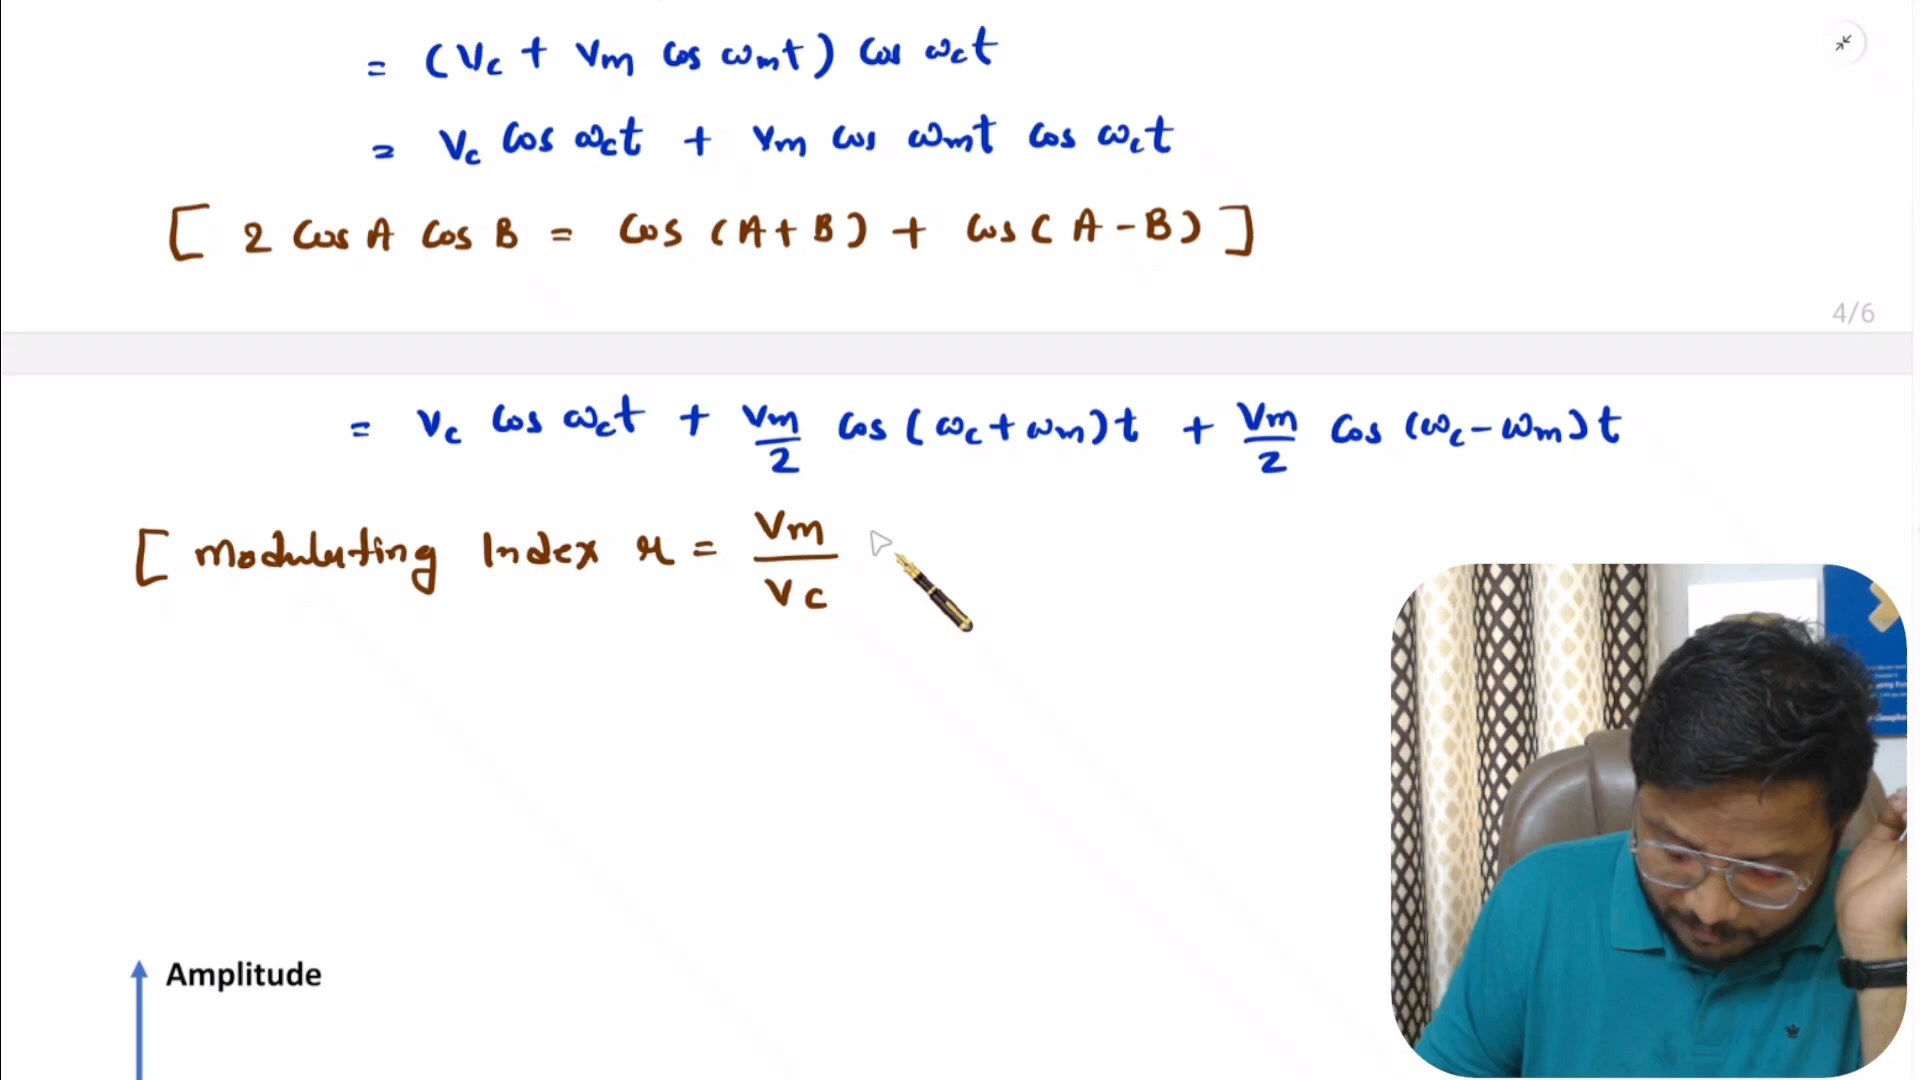 = (Vc + Vm cos ωmt) cos ωct
= Vc cos ωct + Vm cos ωmt cos ωct
[ 2 cos A cos B = cos (A+B) + cos (A-B) ]
4/6
= Vc cos ωct + Vm/2 cos (ωc+ωm)t + Vm/2 cos (ωc-ωm)t
[ modulating Index μ = Vm/Vc
Amplitude